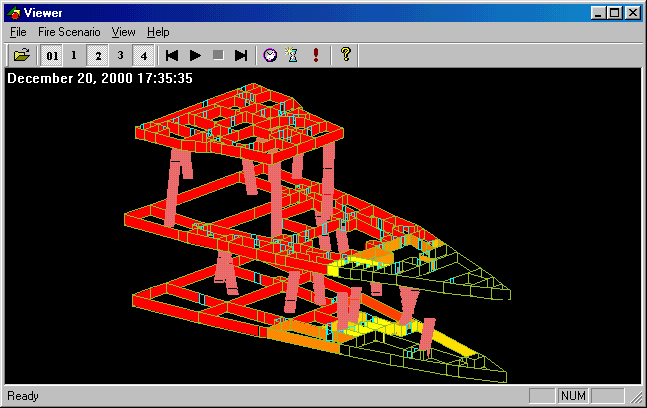 Viewer
File Fire Scenario View Help
01 1 2 3 4
December 20, 2000 17:35:35
Ready NUM